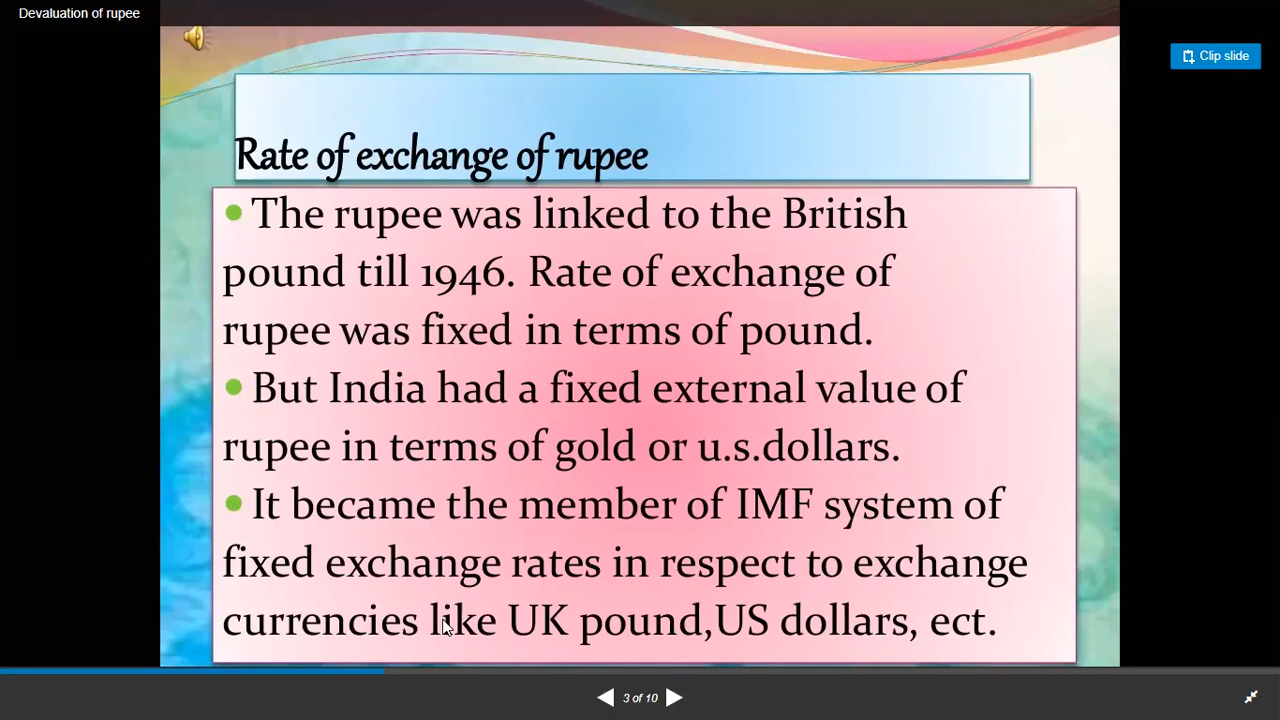 Devaluation of rupee
Clip slide
Rate of exchange of rupee
• The rupee was linked to the British
pound till 1946. Rate of exchange of
rupee was fixed in terms of pound.
• But India had a fixed external value of
rupee in terms of gold or u.s.dollars.
• It became the member of IMF system of
fixed exchange rates in respect to exchange
currencies like UK pound,US dollars, ect.
3 of 10